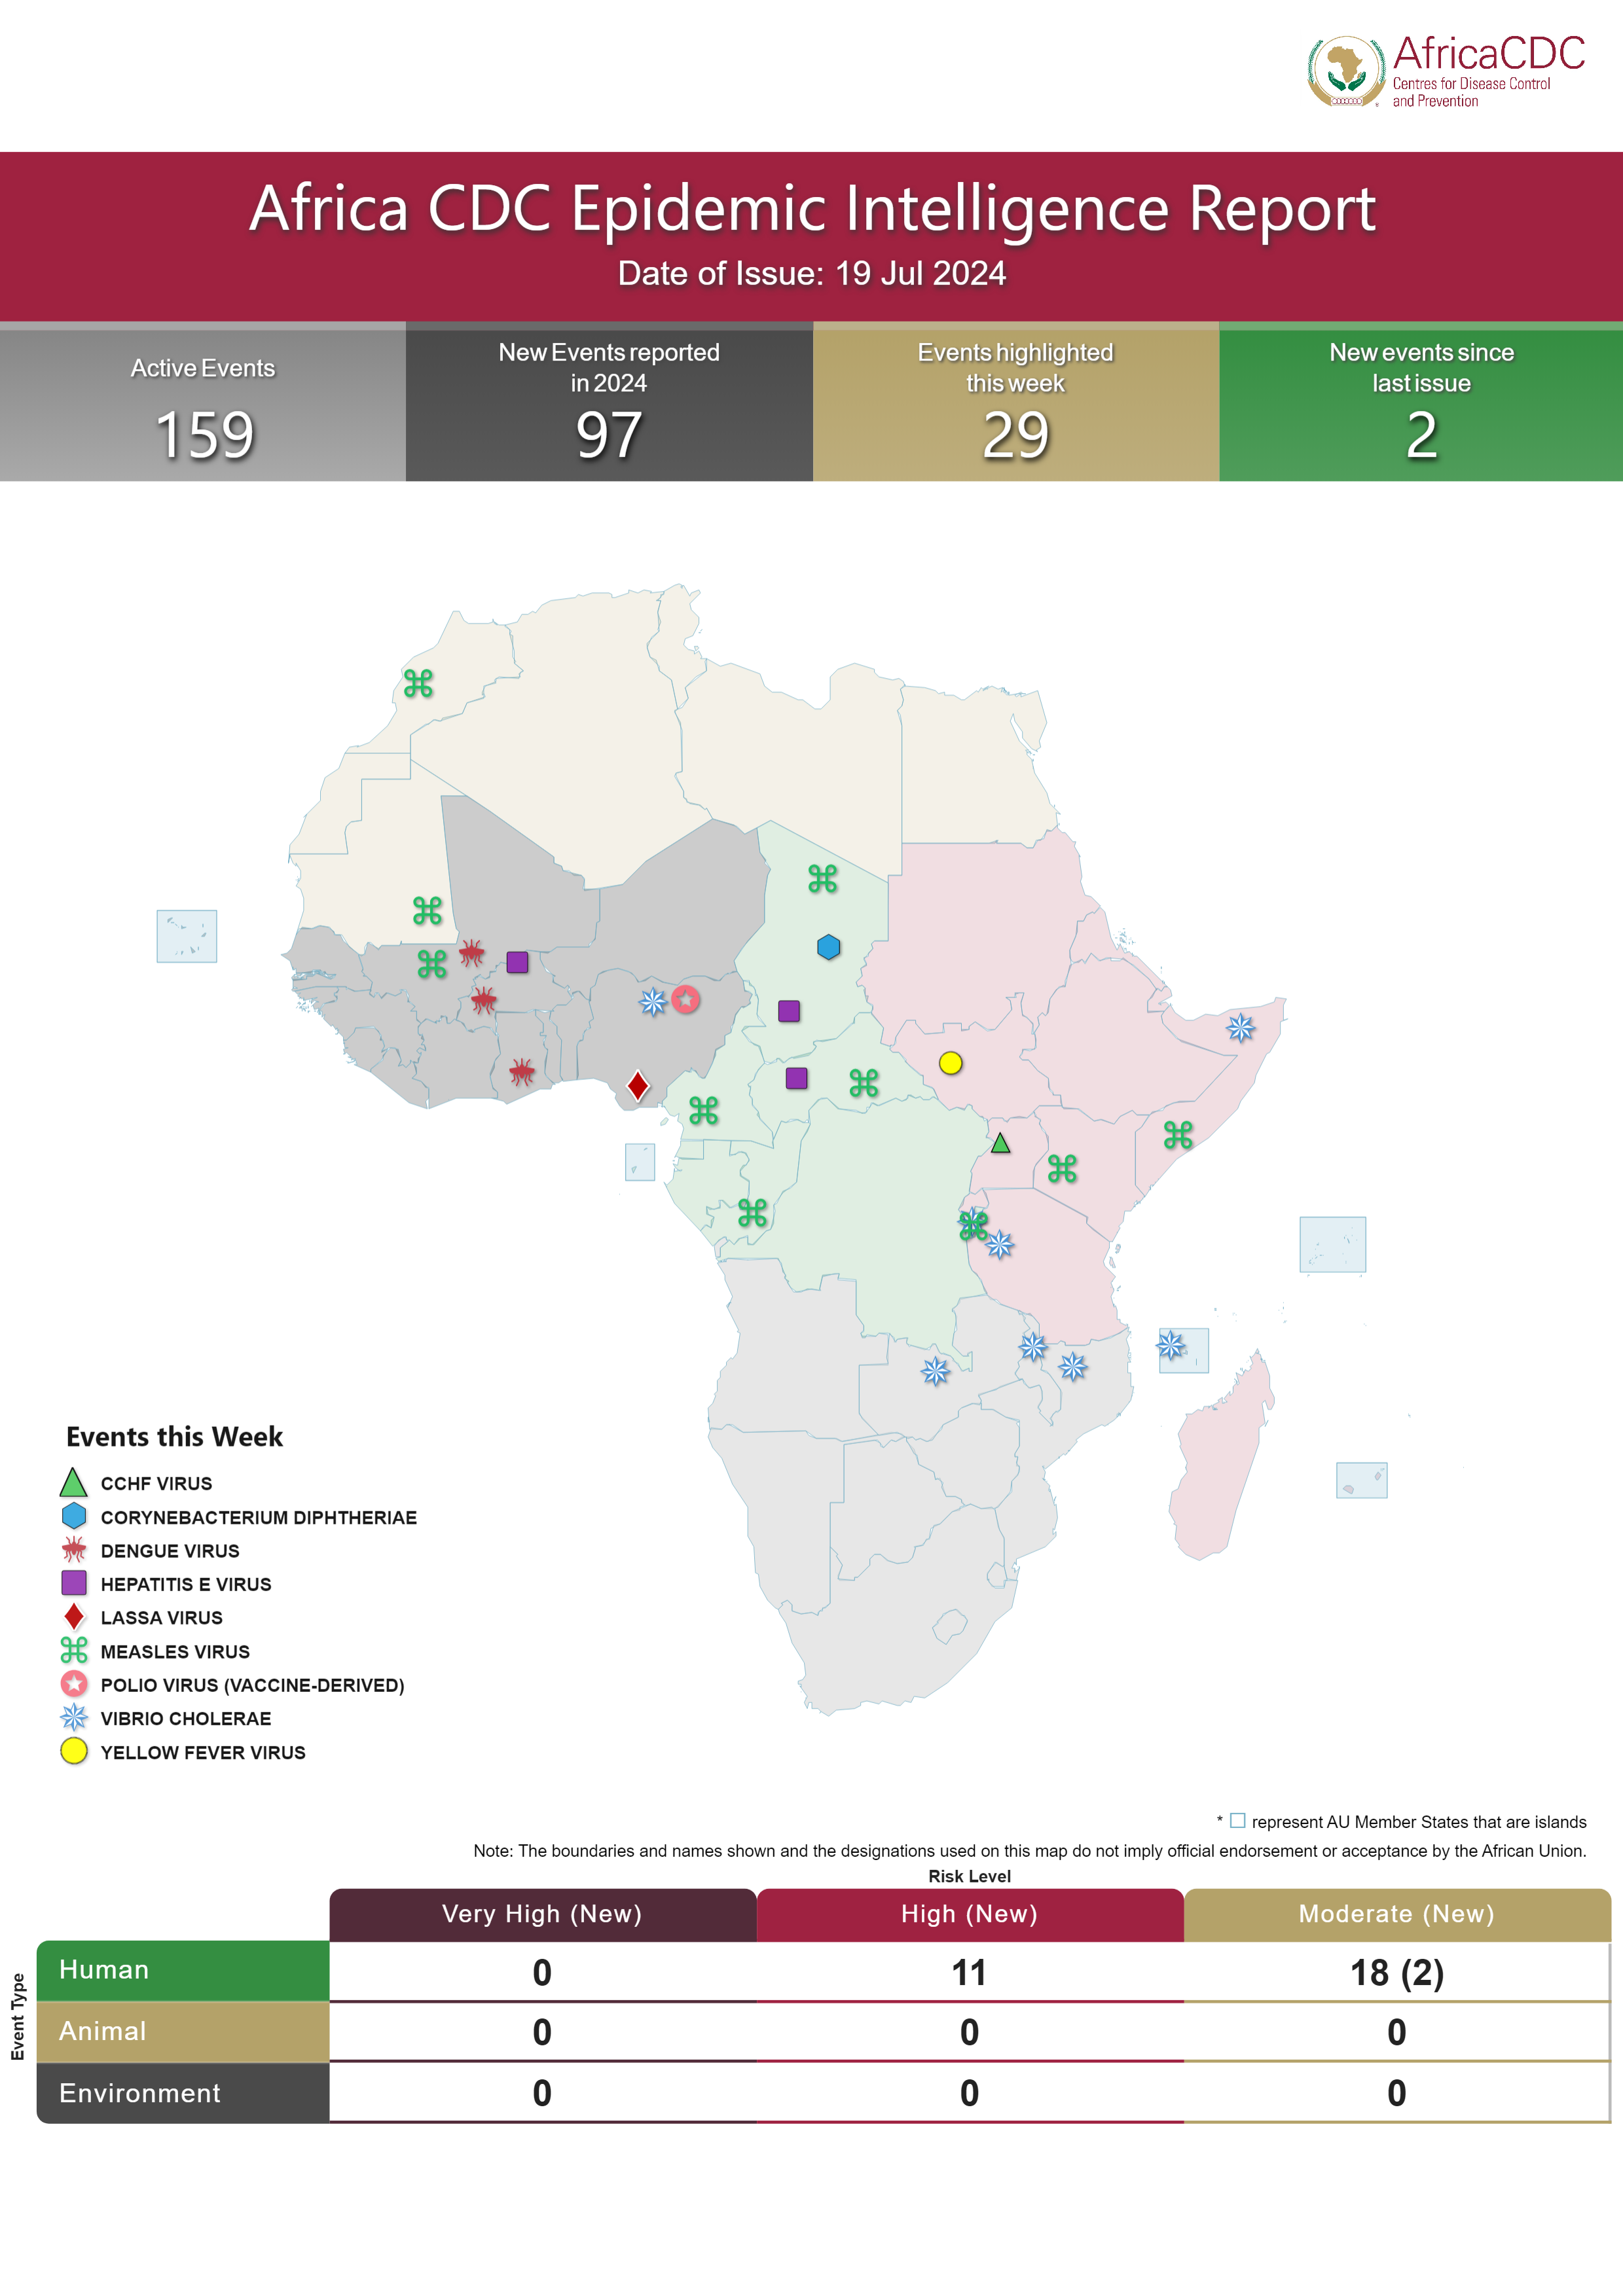 AfricaCDC
Centres for Disease Control
and Prevention
Africa CDC Epidemic Intelligence Report
Date of Issue: 19 Jul 2024
Active Events
159
New Events reported
in 2024
97
Events highlighted
this week
29
New events since
last issue
2
Events this Week
CCHF VIRUS
CORYNEBACTERIUM DIPHTHERIAE
DENGUE VIRUS
HEPATITIS E VIRUS
LASSA VIRUS
MEASLES VIRUS
POLIO VIRUS (VACCINE-DERIVED)
VIBRIO CHOLERAE
YELLOW FEVER VIRUS
* represent AU Member States that are islands
Note: The boundaries and names shown and the designations used on this map do not imply official endorsement or acceptance by the African Union.
Risk Level
Very High (New) High (New) Moderate (New)
Event Type
Human 0 11 18 (2)
Animal 0 0 0
Environment 0 0 0